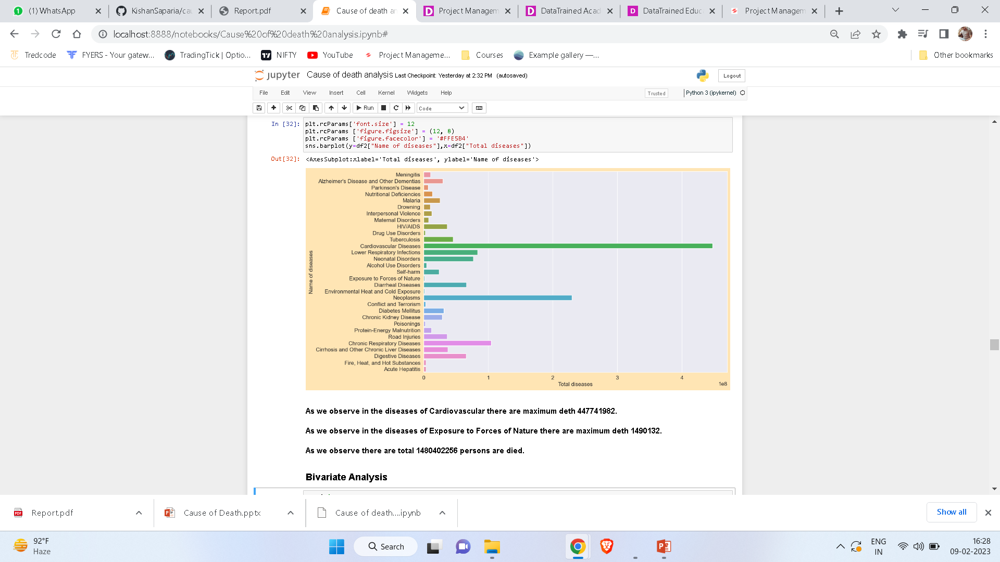 (1) WhatsApp
KishanSaparia/cau
Report.pdf
Cause of death an
Project Managem
DataTrained Acad
DataTrained Educ
Project Managem
localhost:8888/notebooks/Cause%20of%20death%20analysis.ipynb#
Tredcode
FYERS - Your gatew...
TradingTick | Optio...
NIFTY
YouTube
Project Manageme...
Courses
Example gallery —...
Other bookmarks
jupyter Cause of death analysis Last Checkpoint: Yesterday at 2:32 PM (autosaved)
Logout
File Edit View Insert Cell Kernel Widgets Help
Trusted
Python 3 (ipykernel)
Run
Code
In [32]: plt.rcParams['font.size'] = 12
plt.rcParams ['figure.figsize'] = (12, 8)
plt.rcParams ['figure.facecolor'] = '#FFE5B4'
sns.barplot(y=df2["Name of diseases"],x=df2["Total diseases"])
Out[32]: <AxesSubplot:xlabel='Total diseases', ylabel='Name of diseases'>
Name of diseases
Meningitis
Alzheimer's Disease and Other Dementias
Parkinson's Disease
Nutritional Deficiencies
Malaria
Drowning
Interpersonal Violence
Maternal Disorders
HIV/AIDS
Drug Use Disorders
Tuberculosis
Cardiovascular Diseases
Lower Respiratory Infections
Neonatal Disorders
Alcohol Use Disorders
Self-harm
Exposure to Forces of Nature
Diarrheal Diseases
Environmental Heat and Cold Exposure
Neoplasms
Conflict and Terrorism
Diabetes Mellitus
Chronic Kidney Disease
Poisonings
Protein-Energy Malnutrition
Road Injuries
Chronic Respiratory Diseases
Cirrhosis and Other Chronic Liver Diseases
Digestive Diseases
Fire, Heat, and Hot Substances
Acute Hepatitis
0 1 2 3 4
Total diseases
1e8
As we observe in the diseases of Cardiovascular there are maximum deth 447741982.
As we observe in the diseases of Exposure to Forces of Nature there are maximum deth 1490132.
As we observe there are total 1480402256 persons are died.
Bivariate Analysis
Report.pdf
Cause of Death.pptx
Cause of death....ipynb
Show all
92°F
Haze
Search
ENG
IN
16:28
09-02-2023